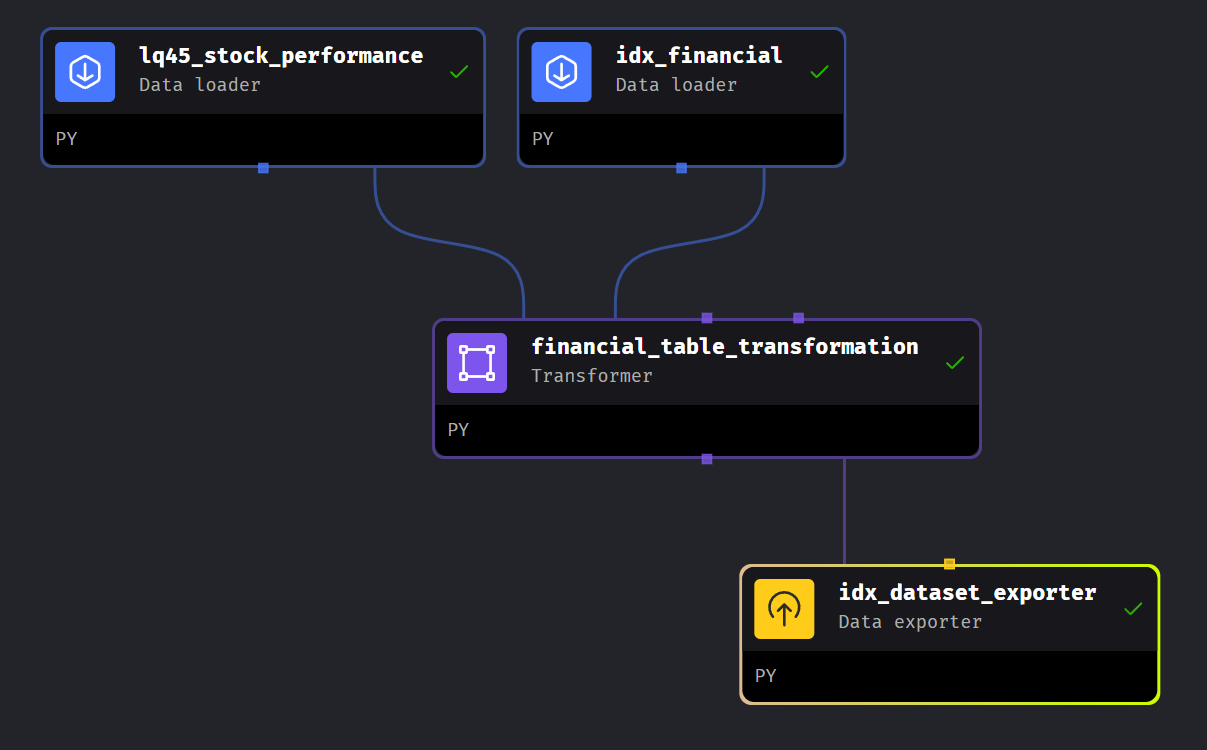 lq45_stock_performance
Data loader
PY
idx_financial
Data loader
PY
financial_table_transformation
Transformer
PY
idx_dataset_exporter
Data exporter
PY